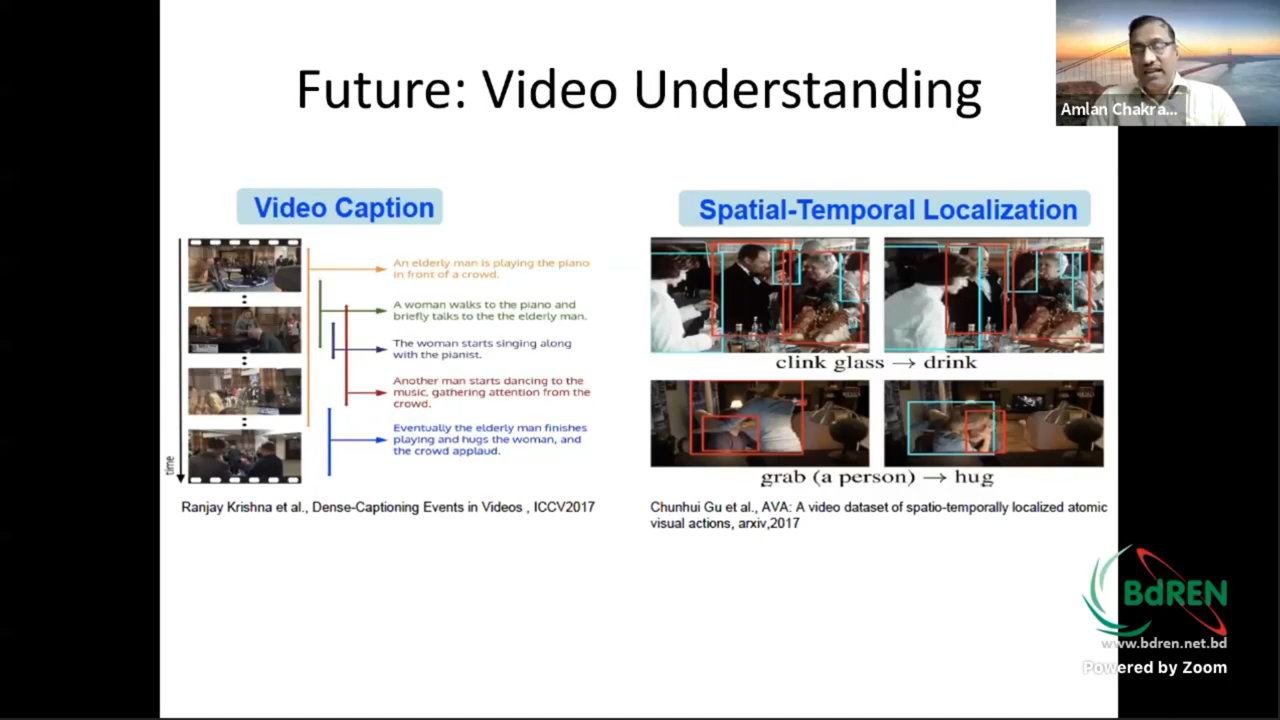 Future: Video Understanding
Amlan Chakra...
Video Caption
time
An elderly man is playing the piano
in front of a crowd.
A woman walks to the piano and
briefly talks to the the elderly man.
The woman starts singing along
with the pianist.
Another man starts dancing to the
music, gathering attention from the
crowd.
Eventually the elderly man finishes
playing and hugs the woman, and
the crowd applaud.
Ranjay Krishna et al., Dense-Captioning Events in Videos , ICCV2017
Spatial-Temporal Localization
clink glass → drink
grab (a person) → hug
Chunhui Gu et al., AVA: A video dataset of spatio-temporally localized atomic
visual actions, arxiv,2017
BdREN
www.bdren.net.bd
Powered by Zoom